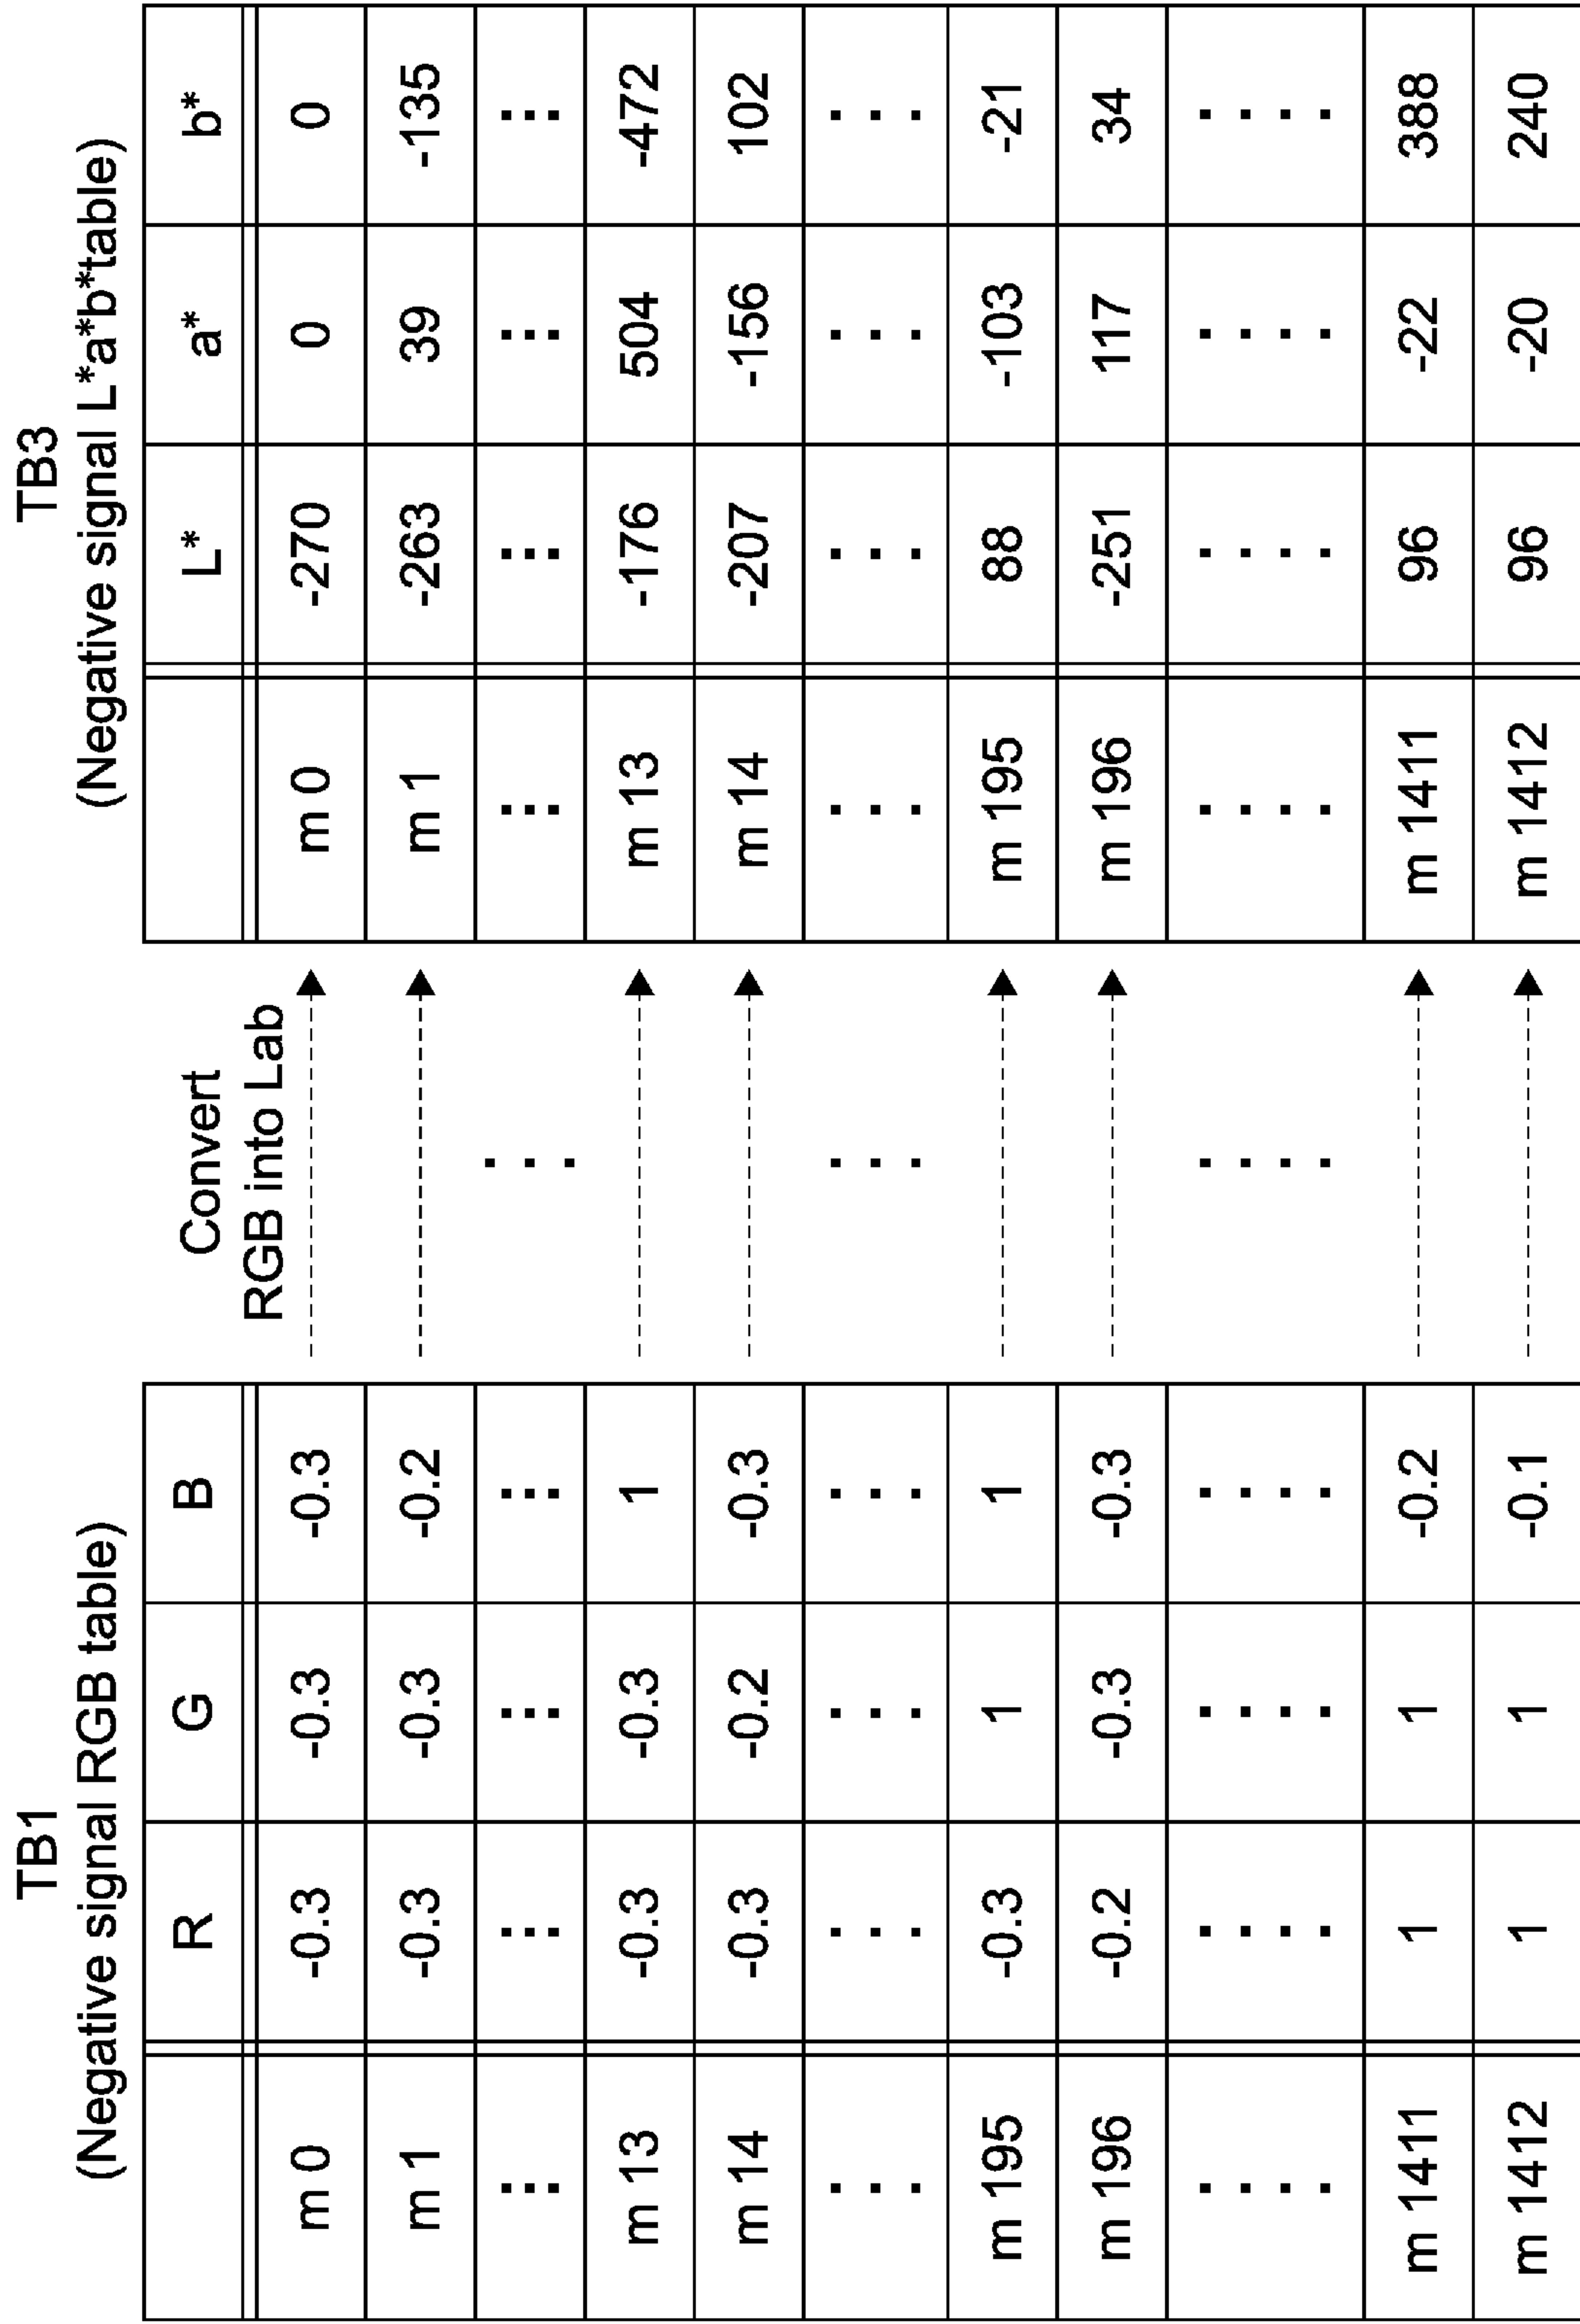 TB1
(Negative signal RGB table)
R G B
m 0 -0.3 -0.3 -0.3
m 1 -0.3 -0.3 -0.2
⋮ ⋮ ⋮ ⋮
m 13 -0.3 -0.3 1
m 14 -0.3 -0.2 -0.3
⋮ ⋮ ⋮ ⋮
m 195 -0.3 1 1
m 196 -0.2 -0.3 -0.3
⋮ ⋮ ⋮ ⋮
m 1411 1 1 -0.2
m 1412 1 1 -0.1
Convert
RGB into Lab
TB3
(Negative signal L*a*b*table)
L* a* b*
m 0 -270 0 0
m 1 -263 39 -135
⋮ ⋮ ⋮ ⋮
m 13 -176 504 -472
m 14 -207 -156 102
⋮ ⋮ ⋮ ⋮
m 195 88 -103 -21
m 196 -251 117 34
⋮ ⋮ ⋮ ⋮
m 1411 96 -22 388
m 1412 96 -20 240